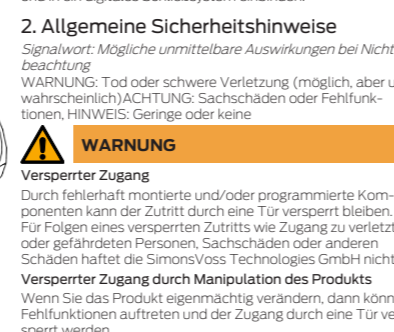 2. Allgemeine Sicherheitshinweise
Signalwort: Mögliche unmittelbare Auswirkungen bei Nicht
beachtung
WARNUNG: Tod oder schwere Verletzung (möglich, aber
wahrscheinlich)ACHTUNG: Sachschäden oder Fehlfunk-
tionen, HINWEIS: Geringe oder keine
WARNUNG
Versperrter Zugang
Durch fehlerhaft montierte und/oder programmierte Kom-
ponenten kann der Zutritt durch eine Tür versperrt bleiben.
Für Folgen eines versperrten Zutritts wie Zugang zu verletzt
oder gefährdeten Personen, Sachschäden oder anderen
Schäden haftet die SimonsVoss Technologies GmbH nicht
Versperrter Zugang durch Manipulation des Produkts
Wenn Sie das Produkt eigenmächtig verändern, dann könn
Fehlfunktionen auftreten und der Zugang durch eine Tür ve
sperrt werden